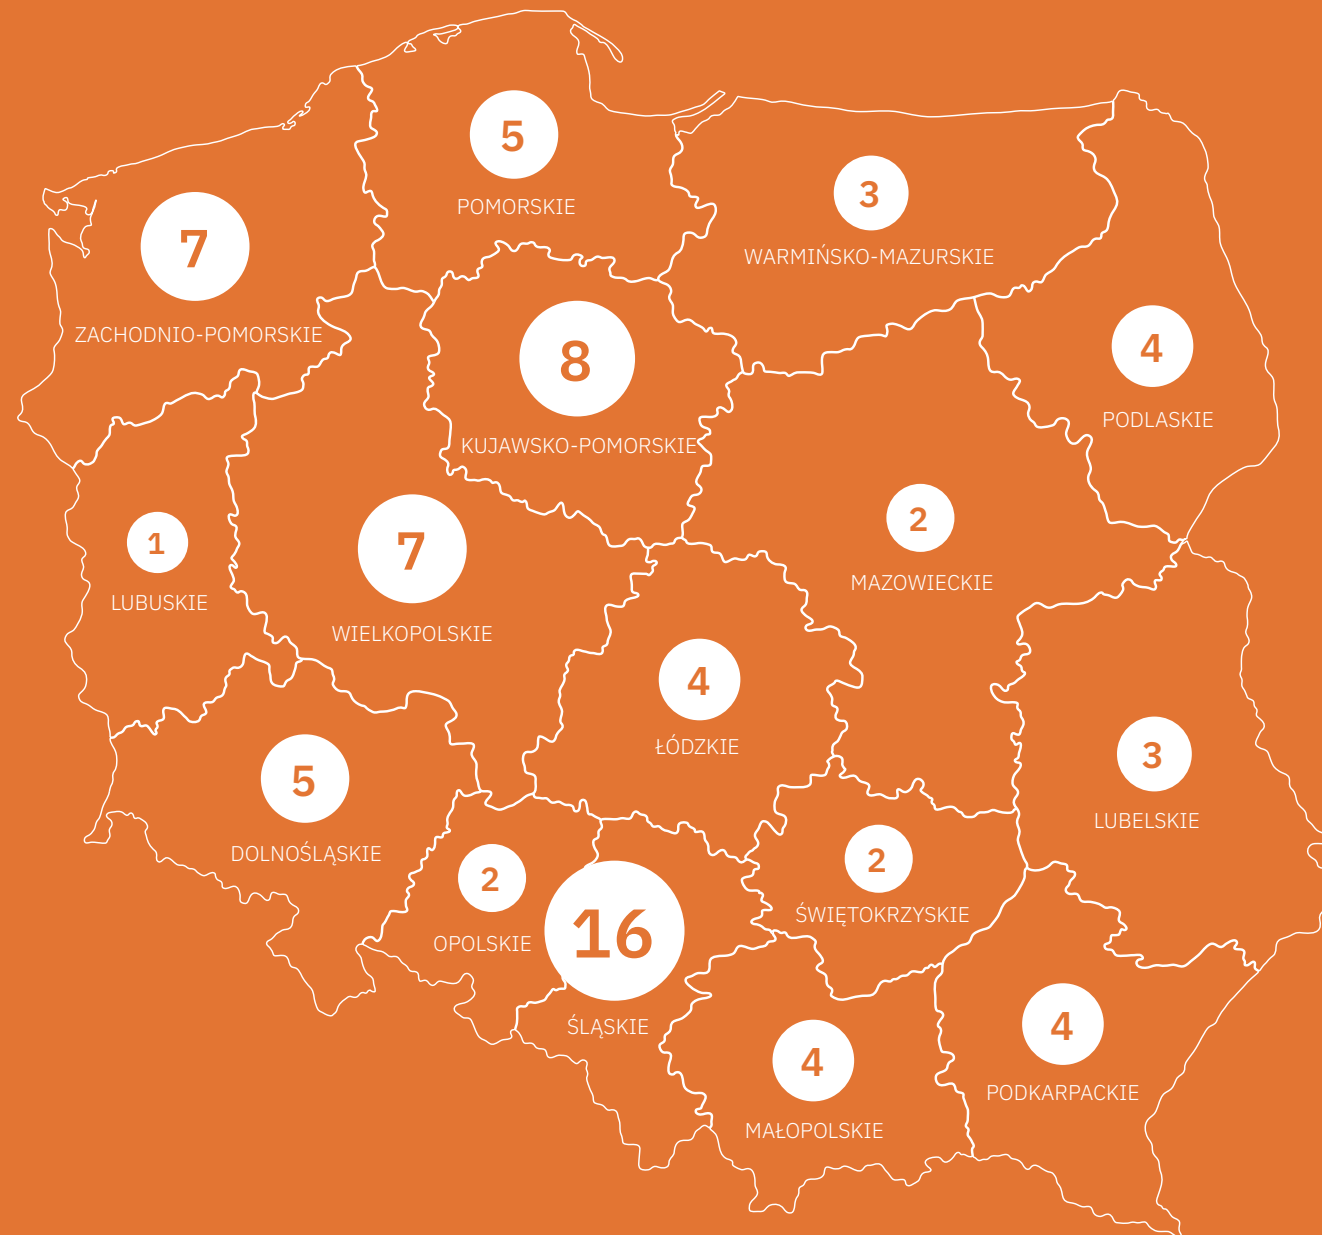 5
POMORSKIE
3
WARMIŃSKO-MAZURSKIE
7
ZACHODNIO-POMORSKIE
8
KUJAWSKO-POMORSKIE
4
PODLASKIE
1
LUBUSKIE
7
WIELKOPOLSKIE
2
MAZOWIECKIE
4
ŁÓDZKIE
5
DOLNOŚLĄSKIE
3
LUBELSKIE
2
OPOLSKIE
16
ŚLĄSKIE
2
ŚWIĘTOKRZYSKIE
4
MAŁOPOLSKIE
4
PODKARPACKIE